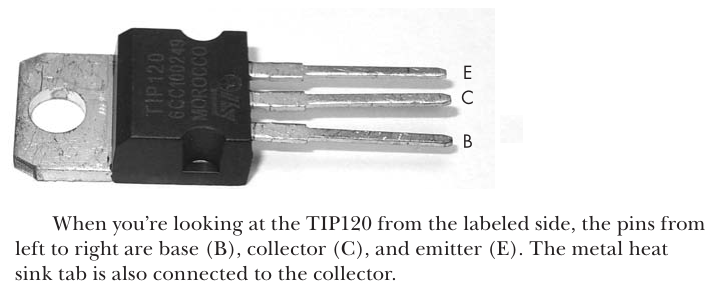 TIP120
6CC100249
MOROCCO
E
C
B
When you're looking at the TIP120 from the labeled side, the pins from
left to right are base (B), collector (C), and emitter (E). The metal heat
sink tab is also connected to the collector.